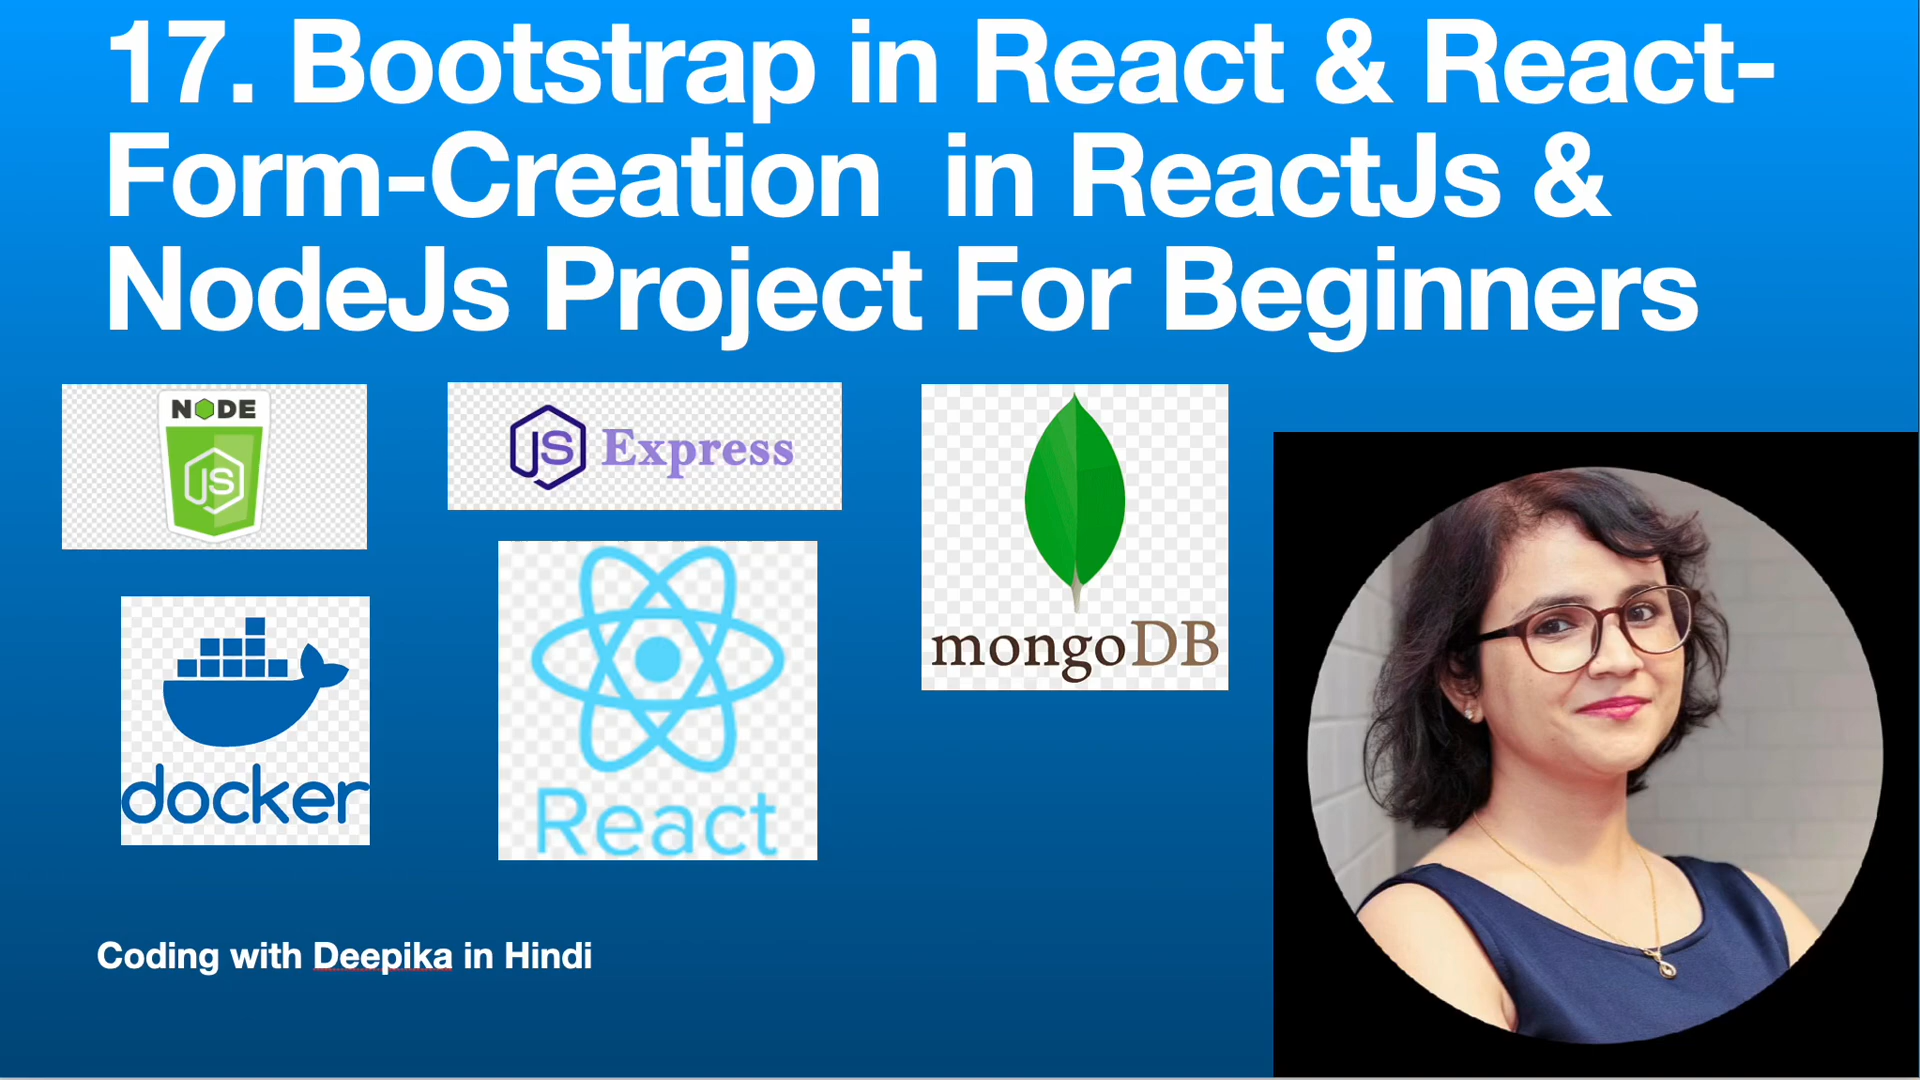 17. Bootstrap in React & React-
Form-Creation in ReactJs &
NodeJs Project For Beginners
NODE
JS
JS Express
mongoDB
docker
React
Coding with Deepika in Hindi